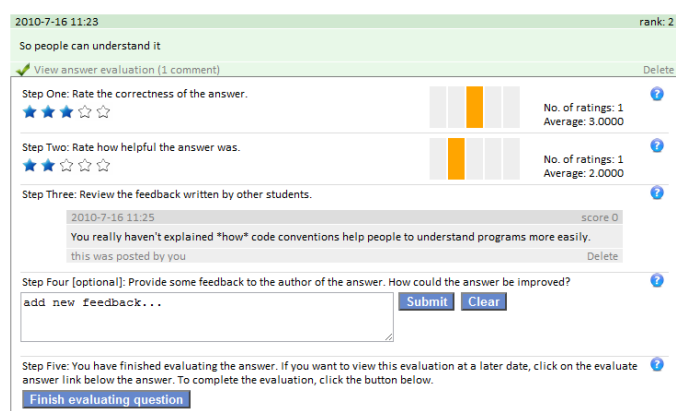 2010-7-16 11:23 rank: 2
So people can understand it
View answer evaluation (1 comment) Delete
Step One: Rate the correctness of the answer.
No. of ratings: 1
Average: 3.0000
Step Two: Rate how helpful the answer was.
No. of ratings: 1
Average: 2.0000
Step Three: Review the feedback written by other students.
2010-7-16 11:25 score 0
You really haven't explained *how* code conventions help people to understand programs more easily.
this was posted by you Delete
Step Four [optional]: Provide some feedback to the author of the answer. How could the answer be improved?
add new feedback... Submit Clear
Step Five: You have finished evaluating the answer. If you want to view this evaluation at a later date, click on the evaluate
answer link below the answer. To complete the evaluation, click the button below.
Finish evaluating question